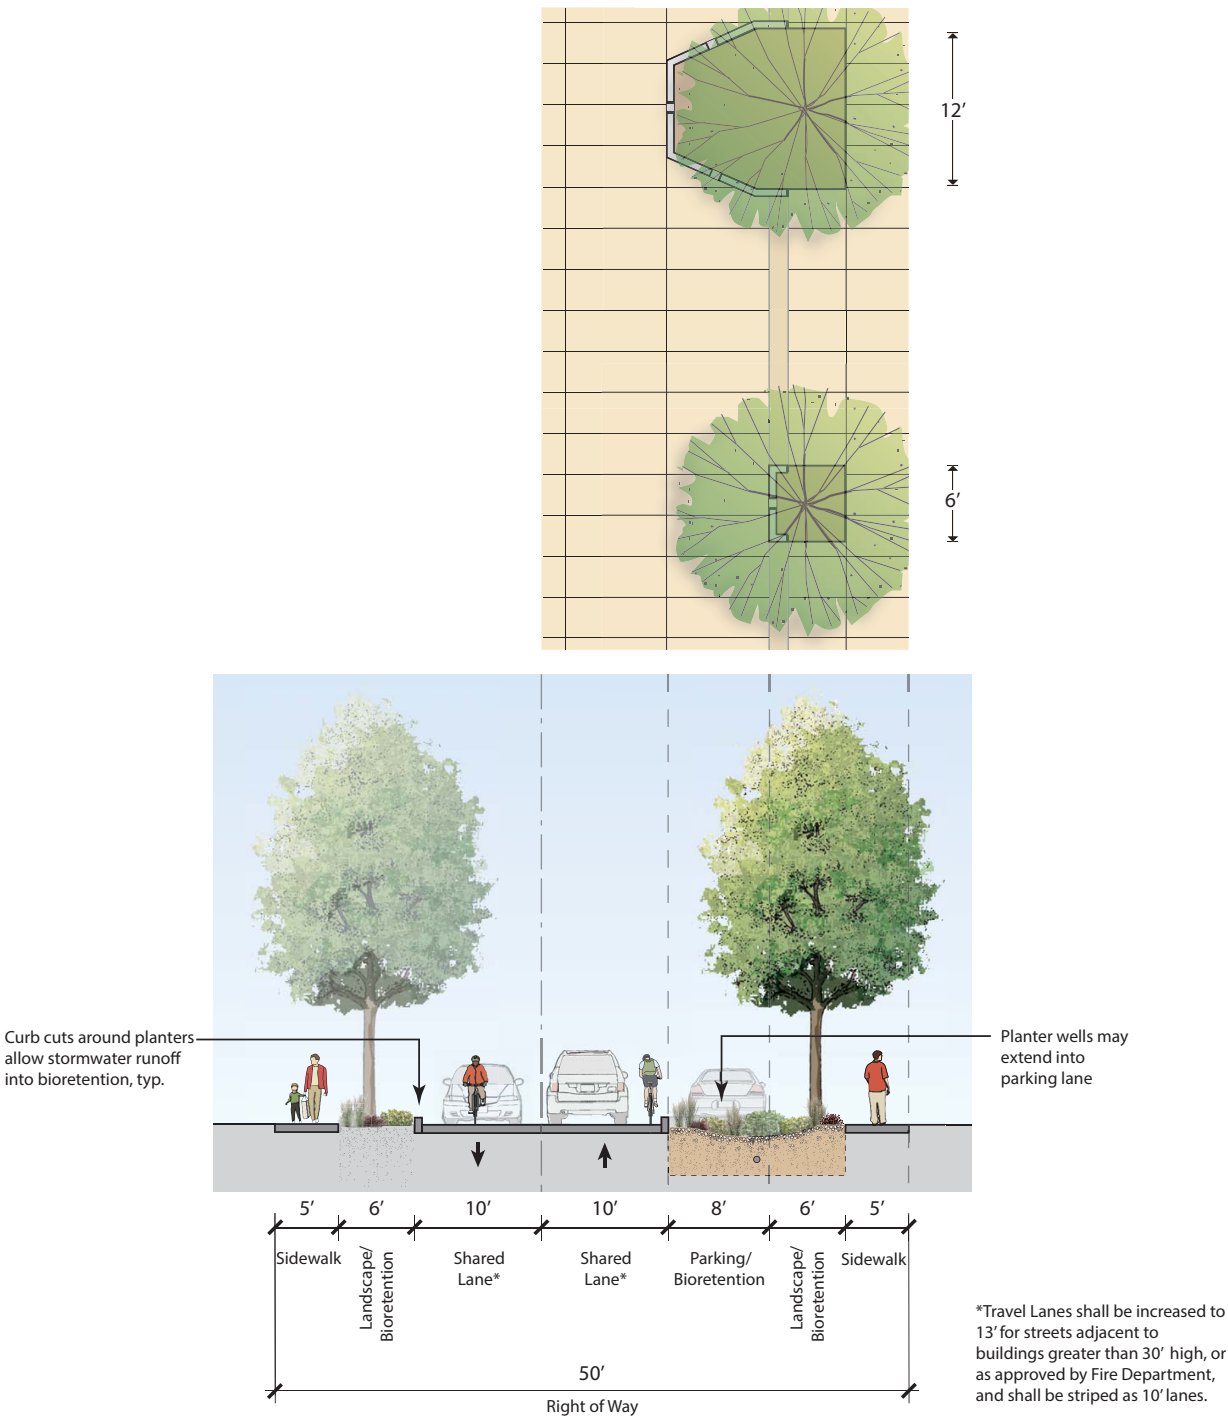 12’
6’
Curb cuts around planters
allow stormwater runoff
into bioretention, typ.
Planter wells may
extend into
parking lane
5’
6’
10’
10’
8’
6’
5’
Sidewalk
Landscape/
Bioretention
Shared
Lane*
Shared
Lane*
Parking/
Bioretention
Landscape/
Bioretention
Sidewalk
*Travel Lanes shall be increased to
13’ for streets adjacent to
buildings greater than 30’ high, or
as approved by Fire Department,
and shall be striped as 10’ lanes.
50’
Right of Way